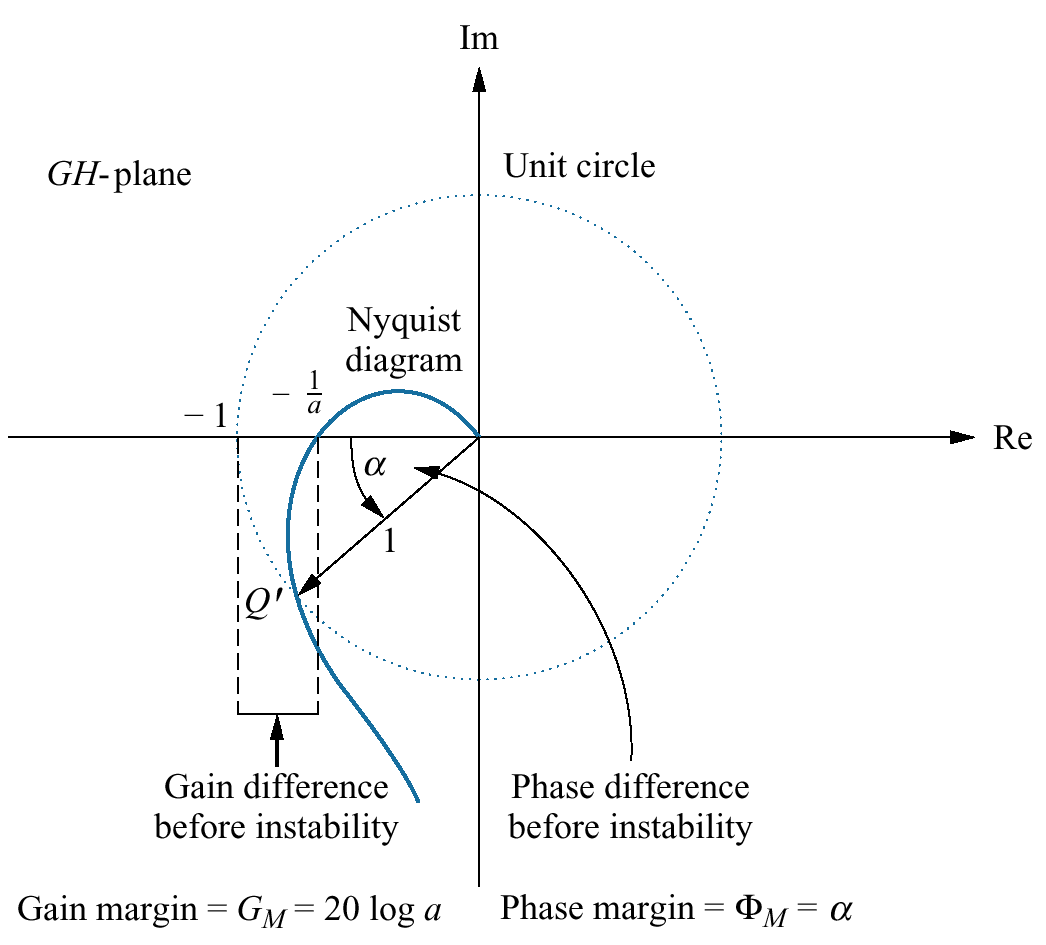 Im
GH-plane
Unit circle
Nyquist
diagram
− 1/a
− 1
Re
α
1
Q′
Gain difference
before instability
Phase difference
before instability
Gain margin = G_M = 20 log a
Phase margin = Φ_M = α